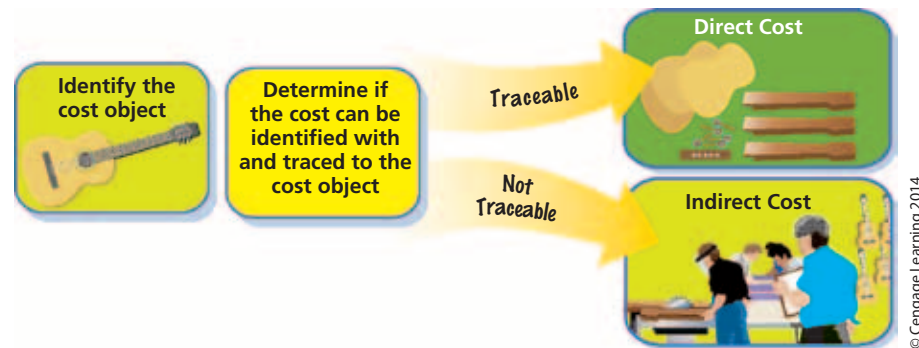 Identify the
cost object
Determine if
the cost can be
identified with
and traced to the
cost object
Traceable
Not
Traceable
Direct Cost
Indirect Cost
© Cengage Learning 2014